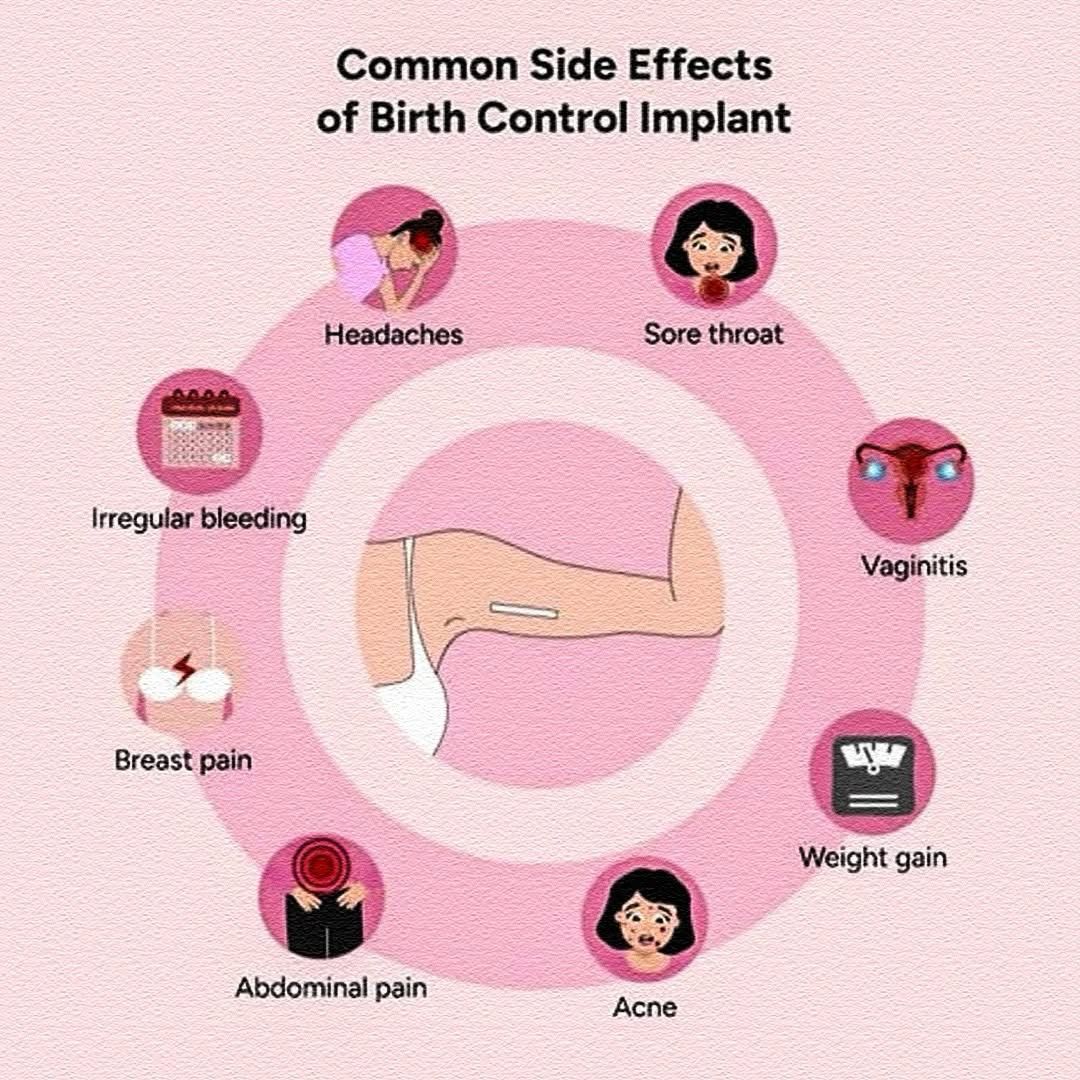 Common Side Effects
of Birth Control Implant
Headaches
Sore throat
Irregular bleeding
Vaginitis
Breast pain
Weight gain
Abdominal pain
Acne